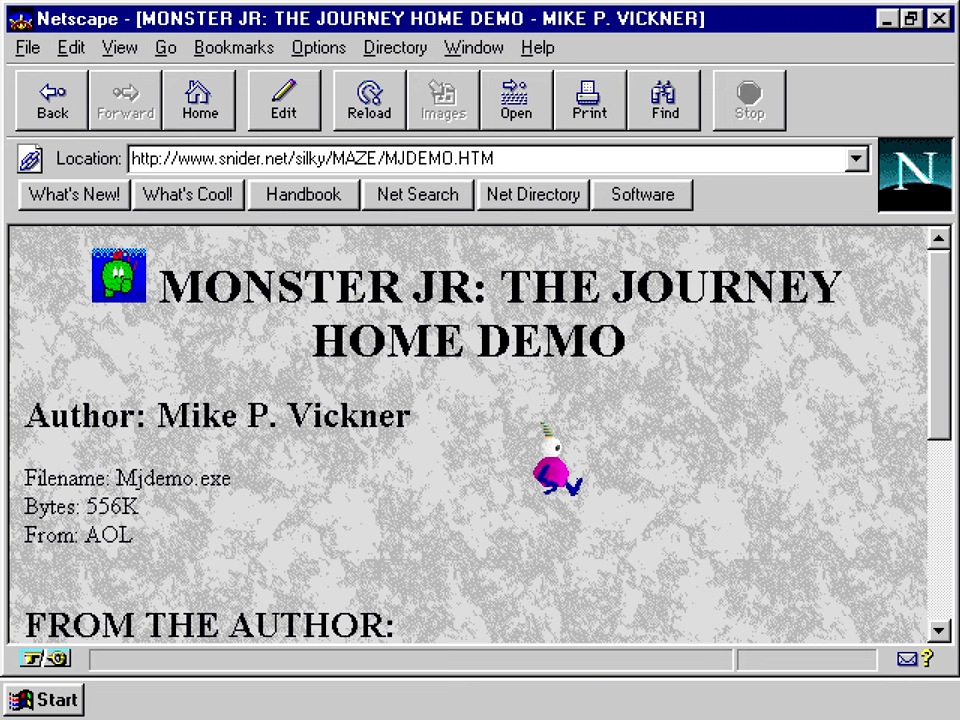 Netscape - [MONSTER JR: THE JOURNEY HOME DEMO - MIKE P. VICKNER]
File Edit View Go Bookmarks Options Directory Window Help
Back Forward Home Edit Reload Images Open Print Find Stop
Location: http://www.snider.net/silky/MAZE/MJDEMO.HTM
N
What's New! What's Cool! Handbook Net Search Net Directory Software
MONSTER JR: THE JOURNEY
HOME DEMO
Author: Mike P. Vickner
Filename: Mjdemo.exe
Bytes: 556K
From: AOL
FROM THE AUTHOR:
?
Start